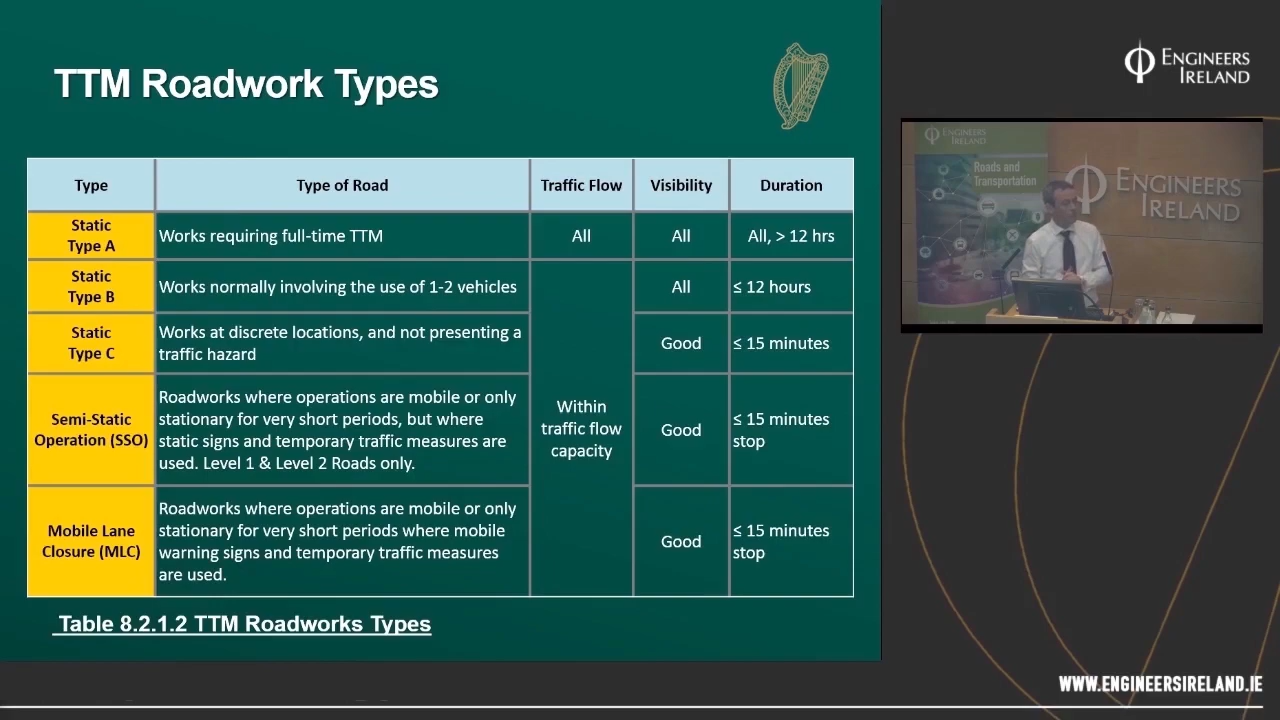 TTM Roadwork Types
Type
Type of Road
Traffic Flow
Visibility
Duration
Static
Type A
Works requiring full-time TTM
All
All
All, > 12 hrs
Static
Type B
Works normally involving the use of 1-2 vehicles
All
≤ 12 hours
Static
Type C
Works at discrete locations, and not presenting a
traffic hazard
Good
≤ 15 minutes
Semi-Static
Operation (SSO)
Roadworks where operations are mobile or only
stationary for very short periods, but where
static signs and temporary traffic measures are
used. Level 1 & Level 2 Roads only.
Within
traffic flow
capacity
Good
≤ 15 minutes
stop
Mobile Lane
Closure (MLC)
Roadworks where operations are mobile or only
stationary for very short periods where mobile
warning signs and temporary traffic measures
are used.
Good
≤ 15 minutes
stop
Table 8.2.1.2 TTM Roadworks Types
ENGINEERS
IRELAND
ENGINEERS
IRELAND
Roads and
Transportation
ENGINEERS
IRELAND
WWW.ENGINEERSIRELAND.IE